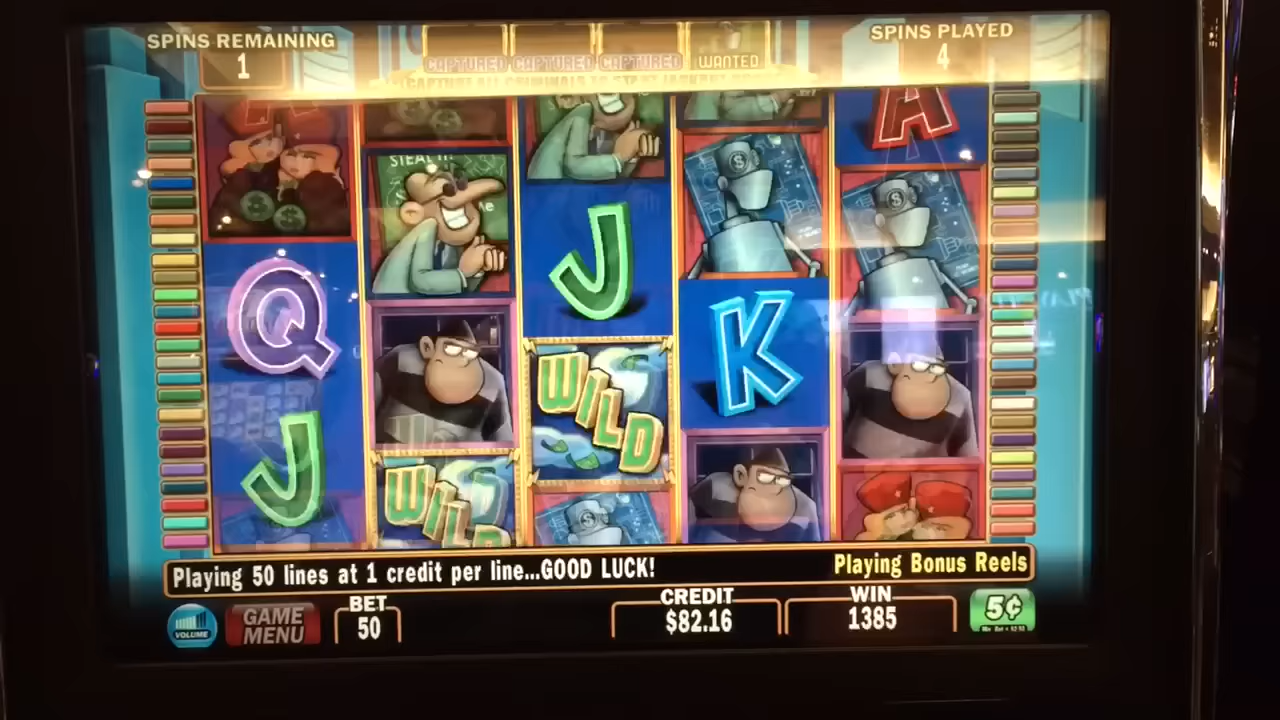 SPINS REMAINING
1
CAPTURED CAPTURED CAPTURED WANTED
SPINS PLAYED
4
A
A
STEAL
$ $
$
$
Q
J
K
J
WILD
WILD
$
Playing 50 lines at 1 credit per line...GOOD LUCK!
Playing Bonus Reels
VOLUME
GAME MENU
BET
50
CREDIT
$82.16
WIN
1385
5¢